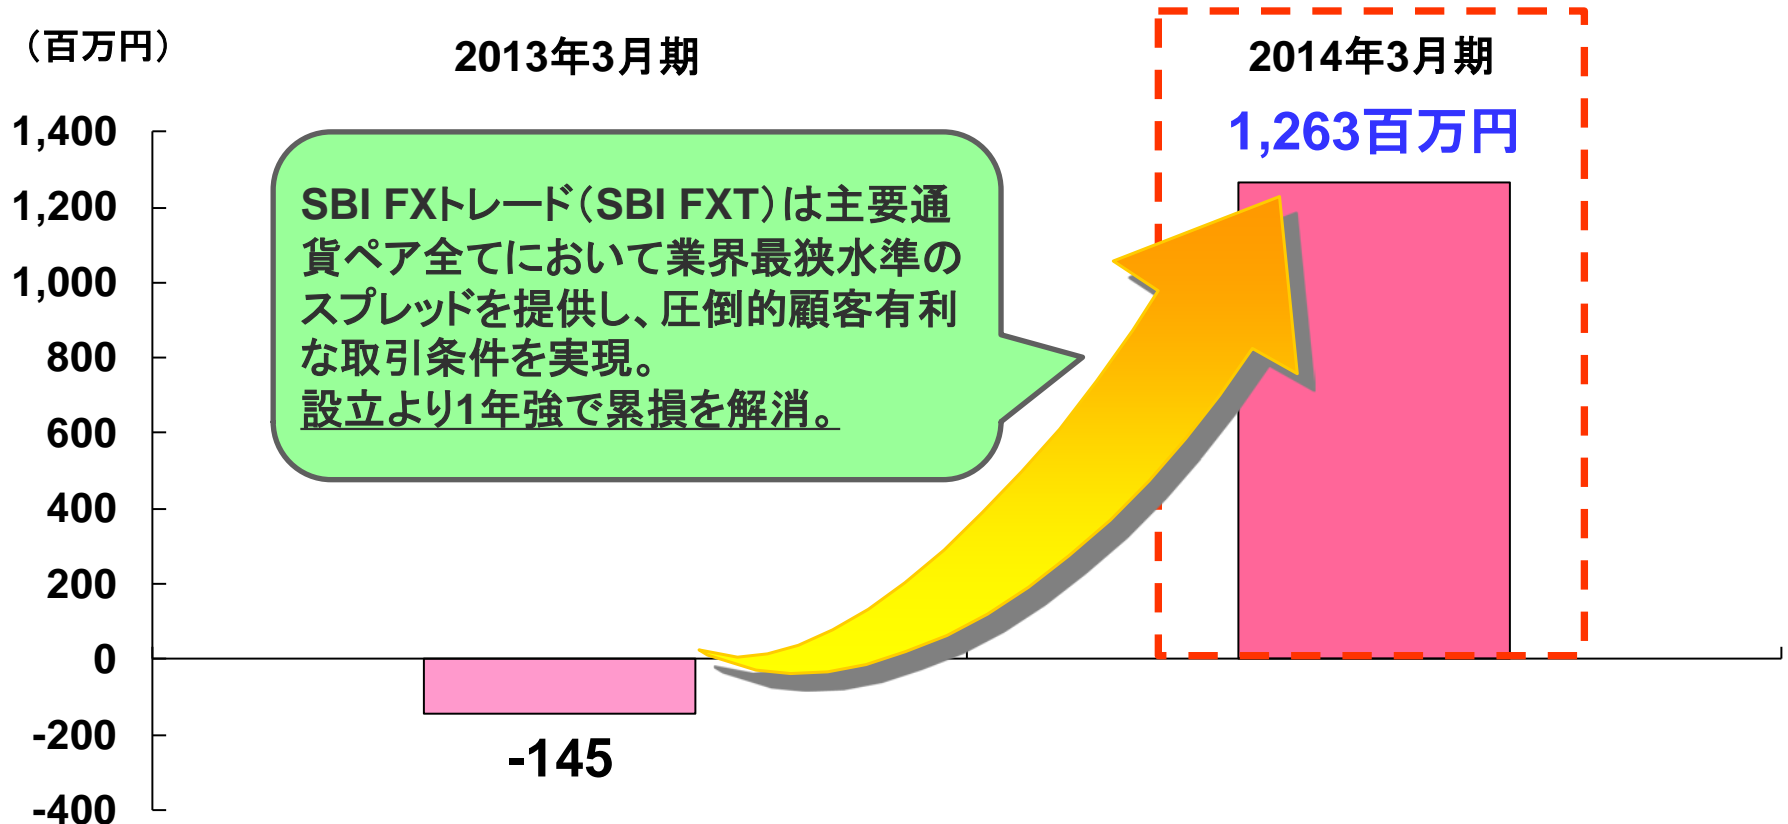 （百万円）
2013年3月期
2014年3月期
1,263百万円
1,400
1,200
1,000
800
600
400
200
0
-200
-400
SBI FXトレード（SBI FXT）は主要通
貨ペア全てにおいて業界最狭水準の
スプレッドを提供し、圧倒的顧客有利
な取引条件を実現。
設立より1年強で累損を解消。
-145